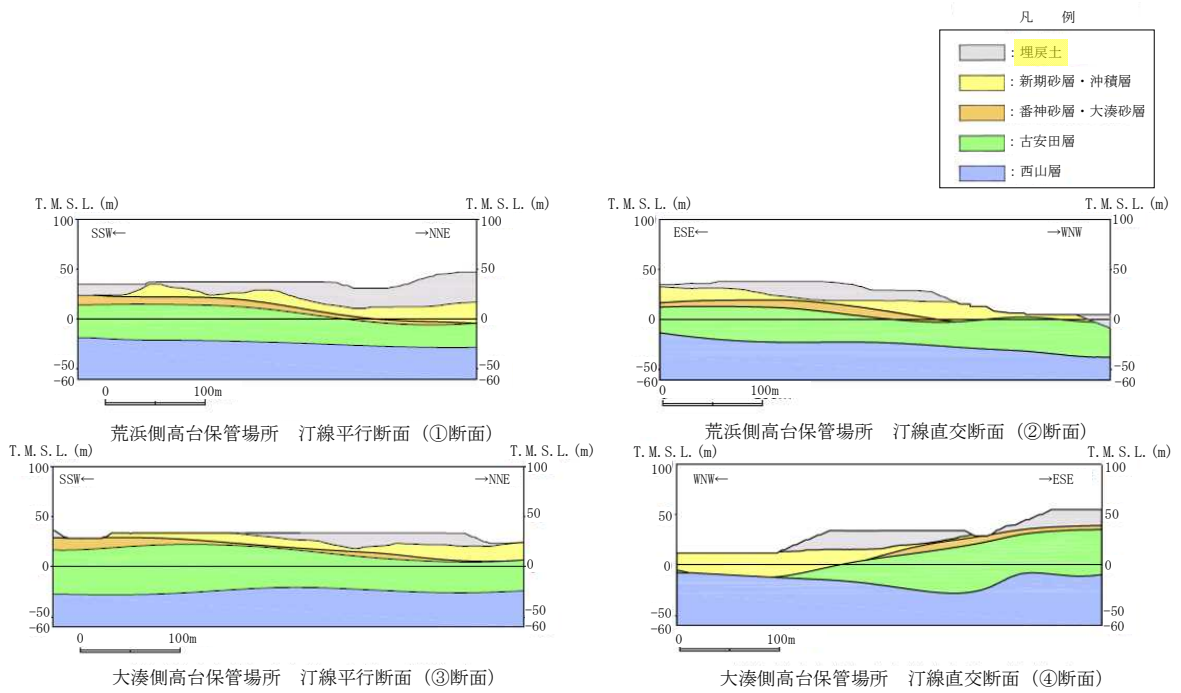 凡　例
：埋戻土
：新期砂層・沖積層
：番神砂層・大湊砂層
：古安田層
：西山層
T. M. S. L. (m)
T. M. S. L. (m)
100
50
0
-50
-60
SSW←
→NNE
100
50
0
-50
-60
0
100m
荒浜側高台保管場所　汀線平行断面（①断面）
T. M. S. L. (m)
T. M. S. L. (m)
100
50
0
-50
-60
ESE←
→WNW
100
50
0
-50
-60
0
100m
荒浜側高台保管場所　汀線直交断面（②断面）
T. M. S. L. (m)
T. M. S. L. (m)
100
50
0
-50
-60
SSW←
→NNE
100
50
0
-50
-60
0
100m
大湊側高台保管場所　汀線平行断面（③断面）
T. M. S. L. (m)
T. M. S. L. (m)
100
50
0
-50
-60
WNW←
→ESE
100
50
0
-50
-60
0
100m
大湊側高台保管場所　汀線直交断面（④断面）